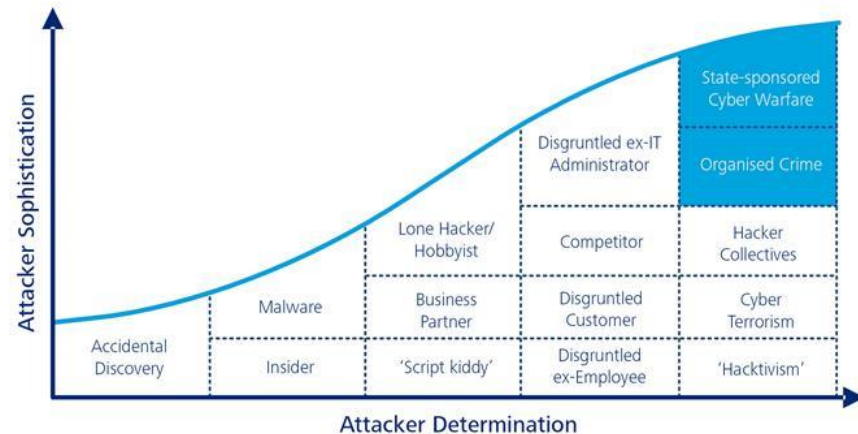 Attacker Sophistication
State-sponsored
Cyber Warfare
Disgruntled ex-IT
Administrator
Organised Crime
Lone Hacker/
Hobbyist
Competitor
Hacker
Collectives
Malware
Business
Partner
Disgruntled
Customer
Cyber
Terrorism
Accidental
Discovery
Insider
‘Script kiddy’
Disgruntled
ex-Employee
‘Hacktivism’
Attacker Determination